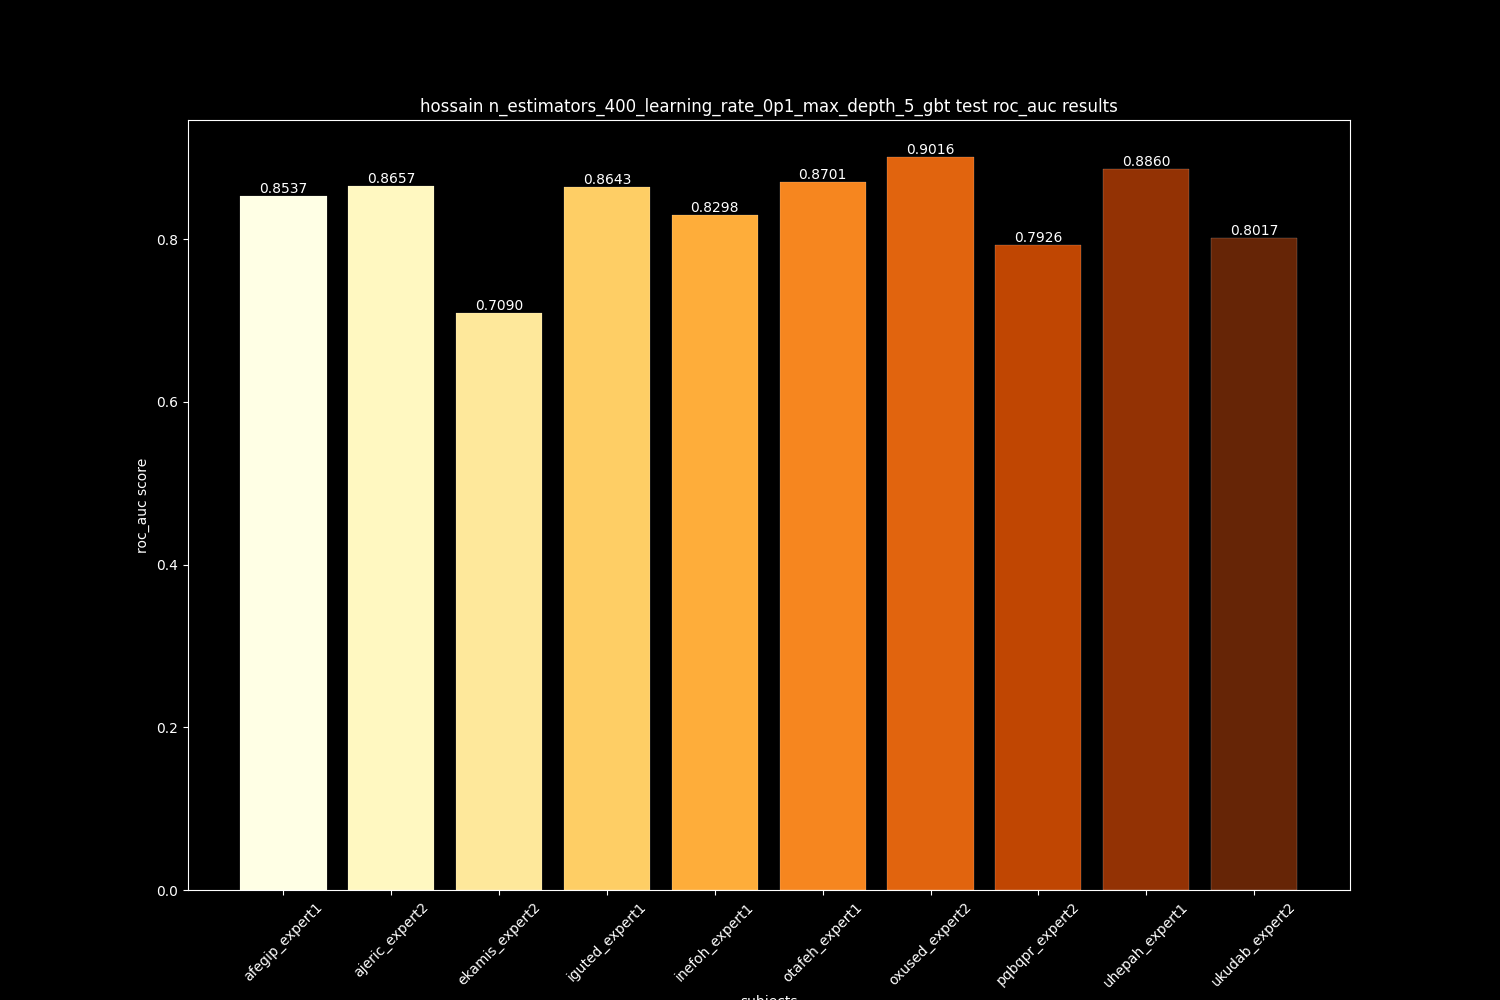 hossain n_estimators_400_learning_rate_0p1_max_depth_5_gbt test roc_auc results
0.8537
0.8657
0.7090
0.8643
0.8298
0.8701
0.9016
0.7926
0.8860
0.8017
roc_auc score
0.8
0.6
0.4
0.2
0.0
afegip_expert1
ajeric_expert2
ekamis_expert2
iguted_expert1
inefoh_expert1
otafeh_expert1
oxused_expert2
pqbqpr_expert2
uhepah_expert1
ukudab_expert2
subjects